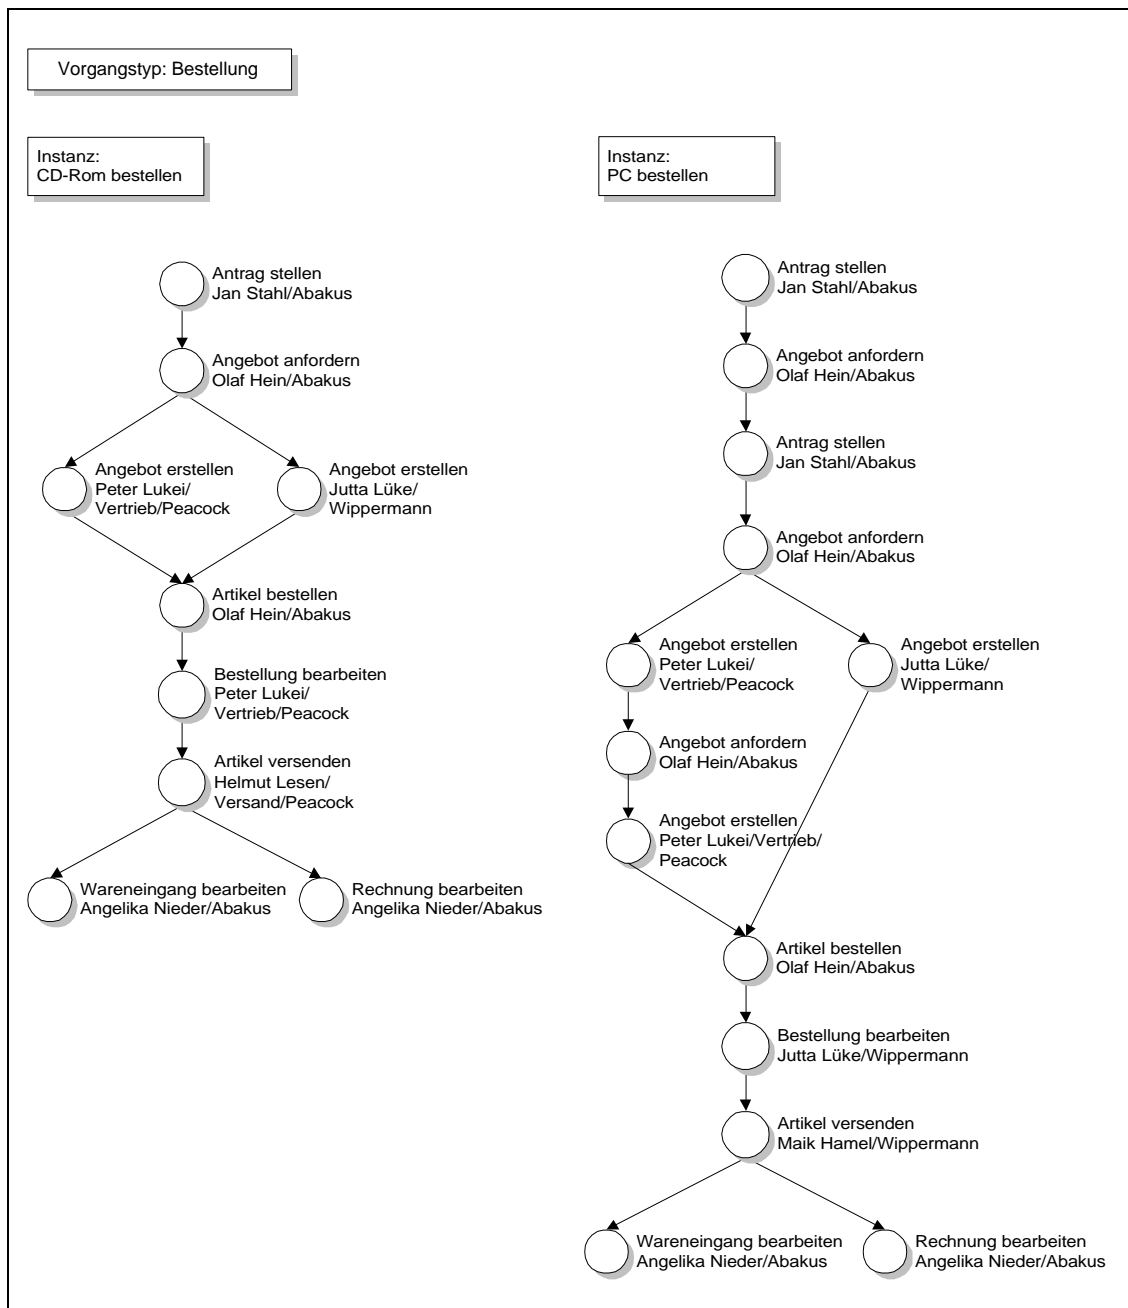 Vorgangstyp: Bestellung
Instanz:
CD-Rom bestellen
Antrag stellen
Jan Stahl/Abakus
Angebot anfordern
Olaf Hein/Abakus
Angebot erstellen
Peter Lukei/
Vertrieb/Peacock
Angebot erstellen
Jutta Lüke/
Wippermann
Artikel bestellen
Olaf Hein/Abakus
Bestellung bearbeiten
Peter Lukei/
Vertrieb/Peacock
Artikel versenden
Helmut Lesen/
Versand/Peacock
Wareneingang bearbeiten
Angelika Nieder/Abakus
Rechnung bearbeiten
Angelika Nieder/Abakus
Instanz:
PC bestellen
Antrag stellen
Jan Stahl/Abakus
Angebot anfordern
Olaf Hein/Abakus
Antrag stellen
Jan Stahl/Abakus
Angebot anfordern
Olaf Hein/Abakus
Angebot erstellen
Peter Lukei/
Vertrieb/Peacock
Angebot erstellen
Jutta Lüke/
Wippermann
Angebot anfordern
Olaf Hein/Abakus
Angebot erstellen
Peter Lukei/Vertrieb/
Peacock
Artikel bestellen
Olaf Hein/Abakus
Bestellung bearbeiten
Jutta Lüke/Wippermann
Artikel versenden
Maik Hamel/Wippermann
Wareneingang bearbeiten
Angelika Nieder/Abakus
Rechnung bearbeiten
Angelika Nieder/Abakus